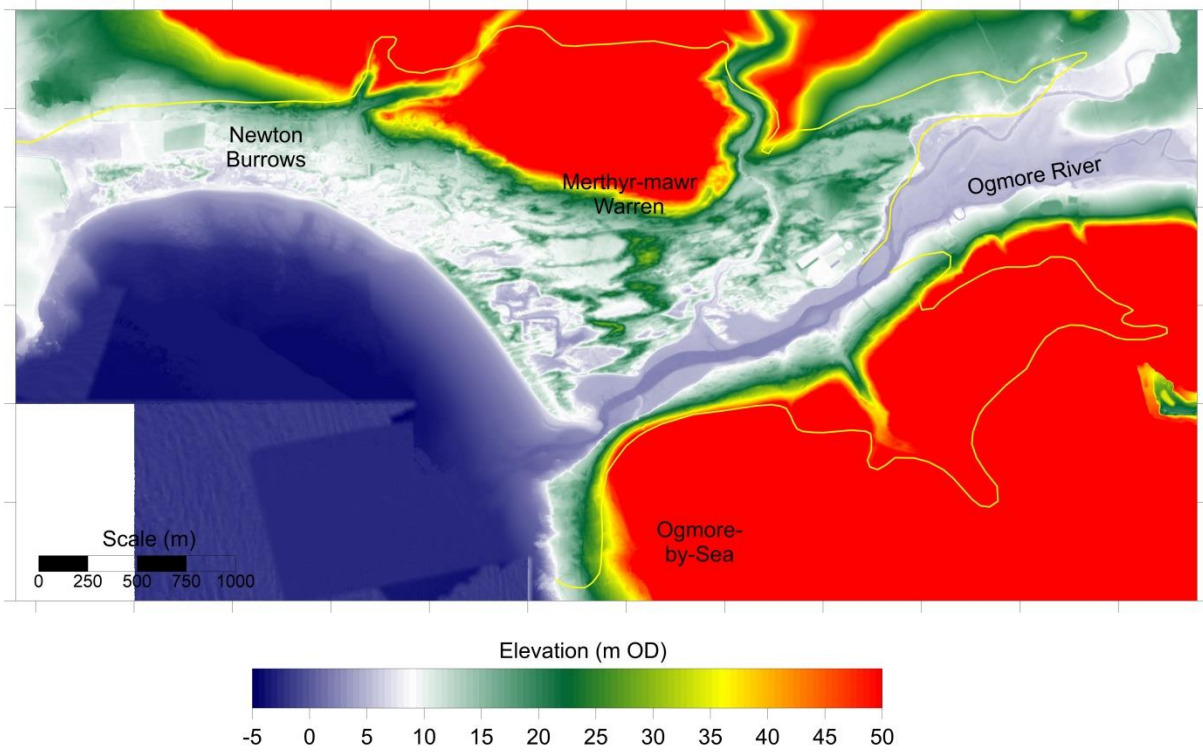 Newton
Burrows
Merthyr-mawr
Warren
Ogmore River
Ogmore-
by-Sea
Scale (m)
0 250 500 750 1000
Elevation (m OD)
-5 0 5 10 15 20 25 30 35 40 45 50